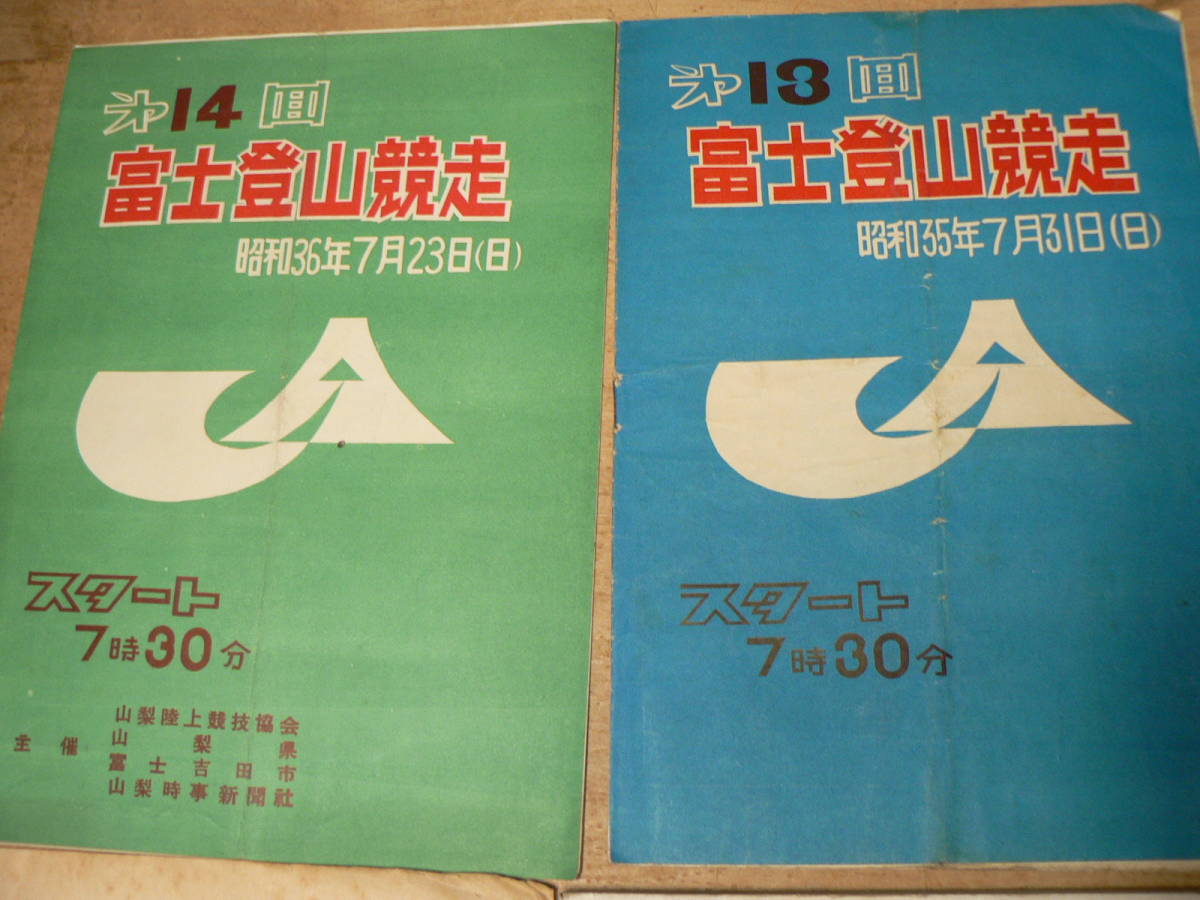 第14回
富士登山競走
昭和36年7月23日(日)
スタート
7時30分
主催
山梨陸上競技協会
山梨県
富士吉田市
山梨時事新聞社
第13回
富士登山競走
昭和35年7月31日(日)
スタート
7時30分